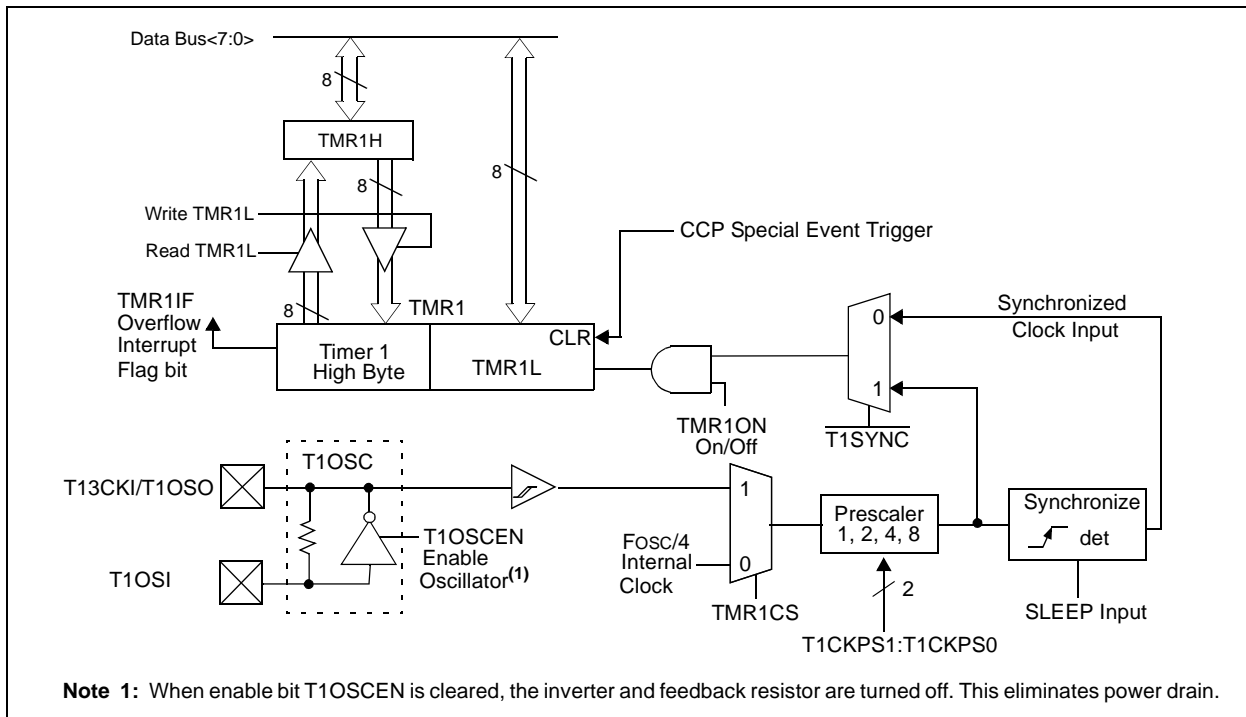 Data Bus<7:0>
8
TMR1H
8
8
Write TMR1L
CCP Special Event Trigger
Read TMR1L
TMR1IF
Overflow
Interrupt
Flag bit
8
TMR1
Timer 1
High Byte
TMR1L
CLR
0
1
Synchronized
Clock Input
TMR1ON
On/Off
T1SYNC
T13CKI/T1OSO
T1OSC
T1OSI
T1OSCEN
Enable
Oscillator(1)
FOSC/4
Internal
Clock
1
0
TMR1CS
Prescaler
1, 2, 4, 8
2
T1CKPS1:T1CKPS0
Synchronize
det
SLEEP Input
Note 1: When enable bit T1OSCEN is cleared, the inverter and feedback resistor are turned off. This eliminates power drain.